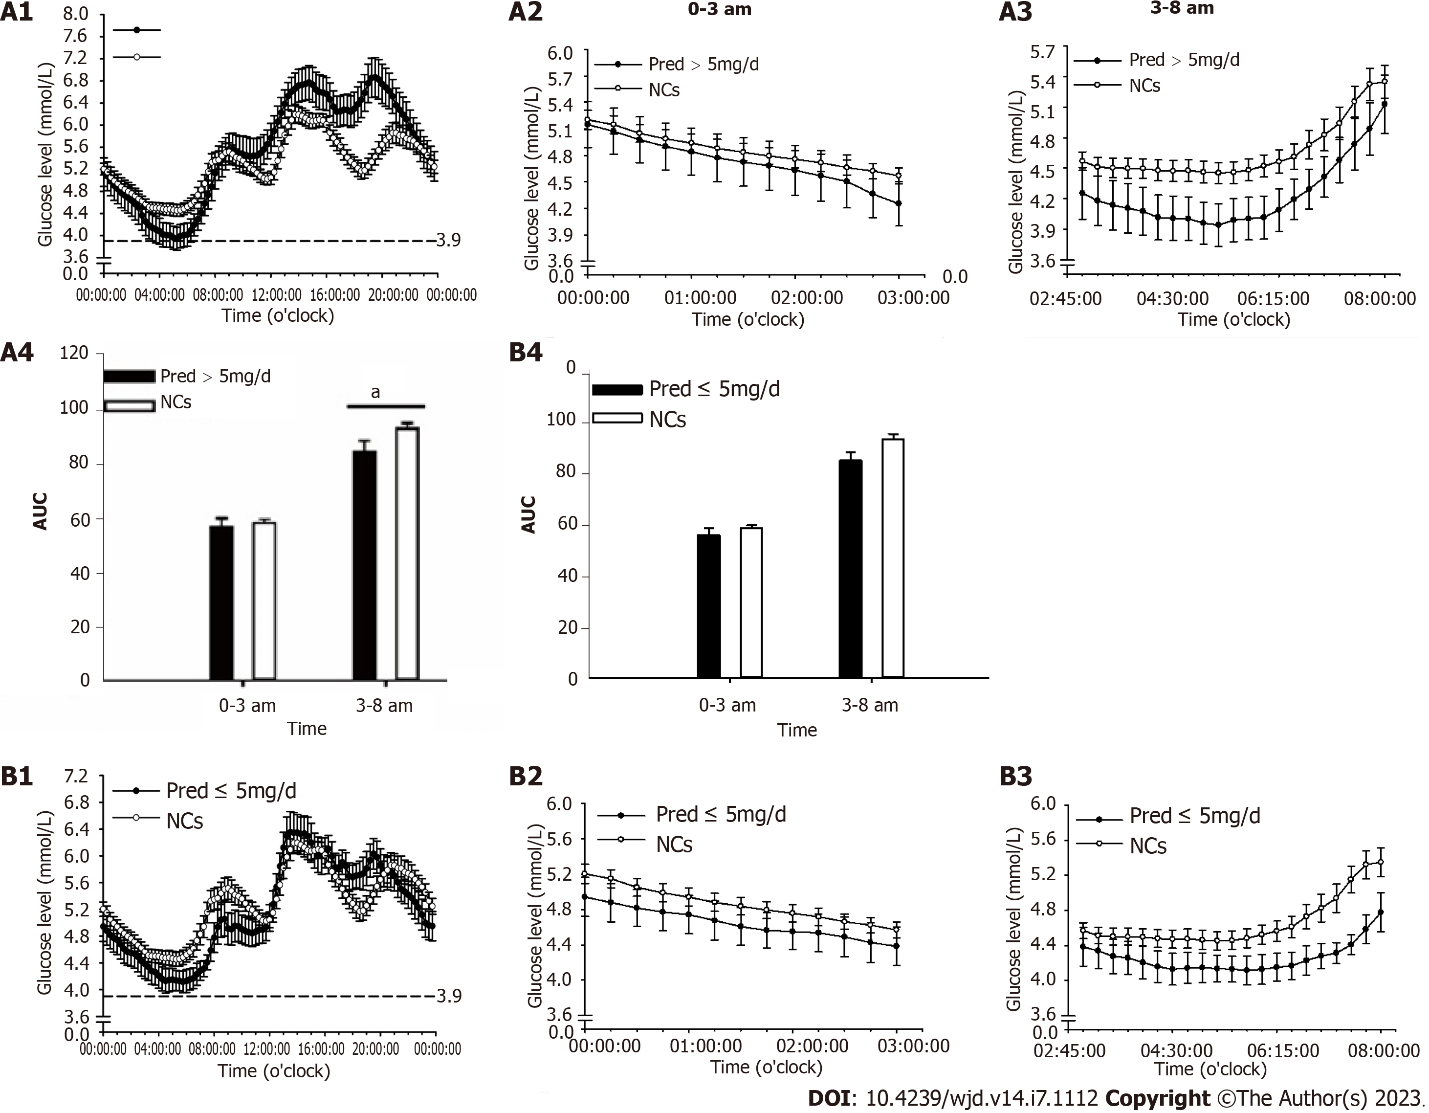 A1
8.0
7.6
7.2
6.8
6.4
6.0
5.6
5.2
4.8
4.4
4.0
3.6
0.0
Glucose level (mmol/L)
3.9
00:00:00 04:00:00 08:00:00 12:00:00 16:00:00 20:00:00 00:00:00
Time (o'clock)
A2
0-3 am
6.0
5.7
5.4
5.1
4.8
4.5
4.2
3.9
3.6
0.0
Glucose level (mmol/L)
Pred > 5mg/d
NCs
0.0
00:00:00 01:00:00 02:00:00 03:00:00
Time (o'clock)
A3
3-8 am
5.7
5.4
5.1
4.8
4.5
4.2
3.9
3.6
Glucose level (mmol/L)
Pred > 5mg/d
NCs
02:45:00 04:30:00 06:15:00 08:00:00
Time (o'clock)
A4
120
100
80
60
40
20
0
AUC
Pred > 5mg/d
NCs
a
0-3 am 3-8 am
Time
B4
0
100
80
60
40
20
0
AUC
Pred ≤ 5mg/d
NCs
0-3 am 3-8 am
Time
B1
7.2
6.8
6.4
6.0
5.6
5.2
4.8
4.4
4.0
3.6
0.0
Glucose level (mmol/L)
Pred ≤ 5mg/d
NCs
3.9
00:00:00 04:00:00 08:00:00 12:00:00 16:00:00 20:00:00 00:00:00
Time (o'clock)
B2
6.0
5.6
5.2
4.8
4.4
4.0
3.6
0.0
Glucose level (mmol/L)
Pred ≤ 5mg/d
NCs
00:00:00 01:00:00 02:00:00 03:00:00
Time (o'clock)
B3
6.0
5.6
5.2
4.8
4.4
4.0
3.6
0.0
Glucose level (mmol/L)
Pred ≤ 5mg/d
NCs
02:45:00 04:30:00 06:15:00 08:00:00
Time (o'clock)
DOI: 10.4239/wjd.v14.i7.1112 Copyright ©The Author(s) 2023.